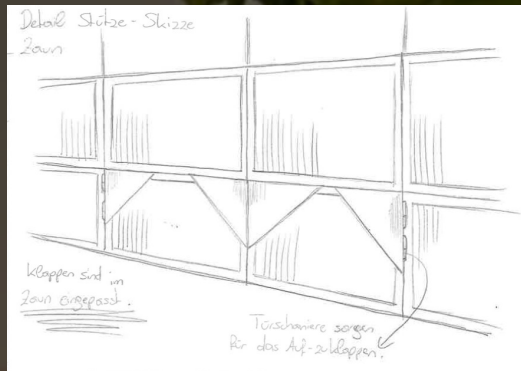 Detail Stütze - Skizze
Zaun
Klappen sind im
Zaun eingepasst.
Türscharniere sorgen
für das Auf-zuklappen.